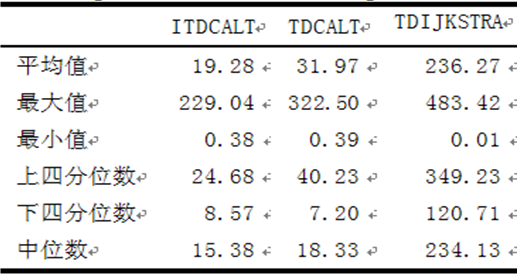 ITDCALT TDCALT TDIJKSTRA
平均值 19.28 31.97 236.27
最大值 229.04 322.50 483.42
最小值 0.38 0.39 0.01
上四分位数 24.68 40.23 349.23
下四分位数 8.57 7.20 120.71
中位数 15.38 18.33 234.13